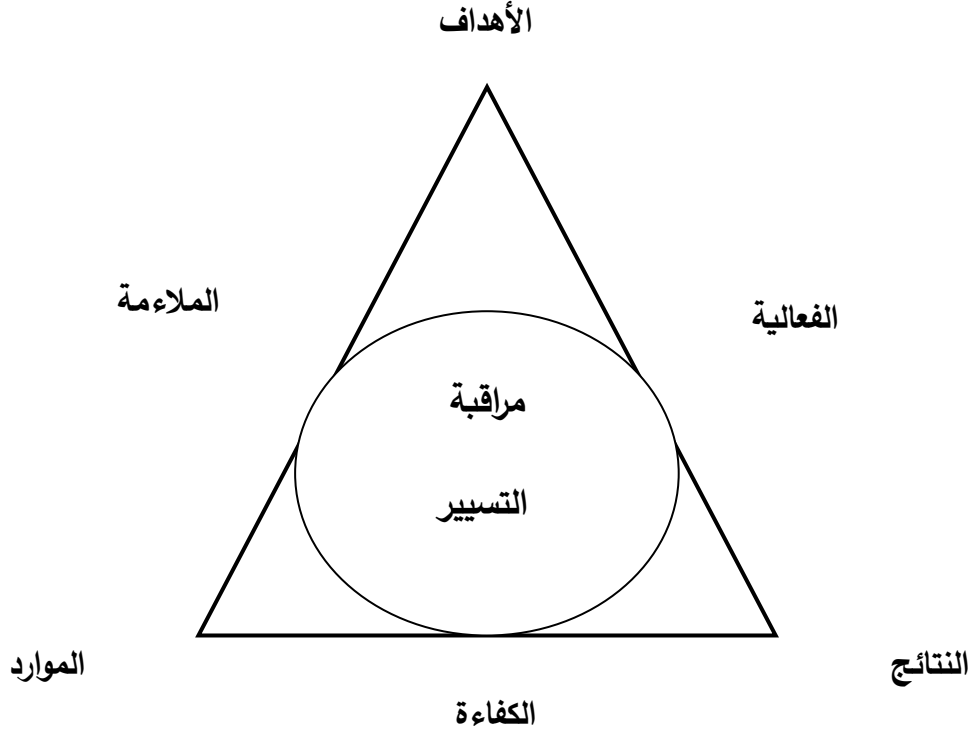 الأهداف
الفعالية
الملاءمة
مراقبة
التسيير
النتائج
الموارد
الكفاءة